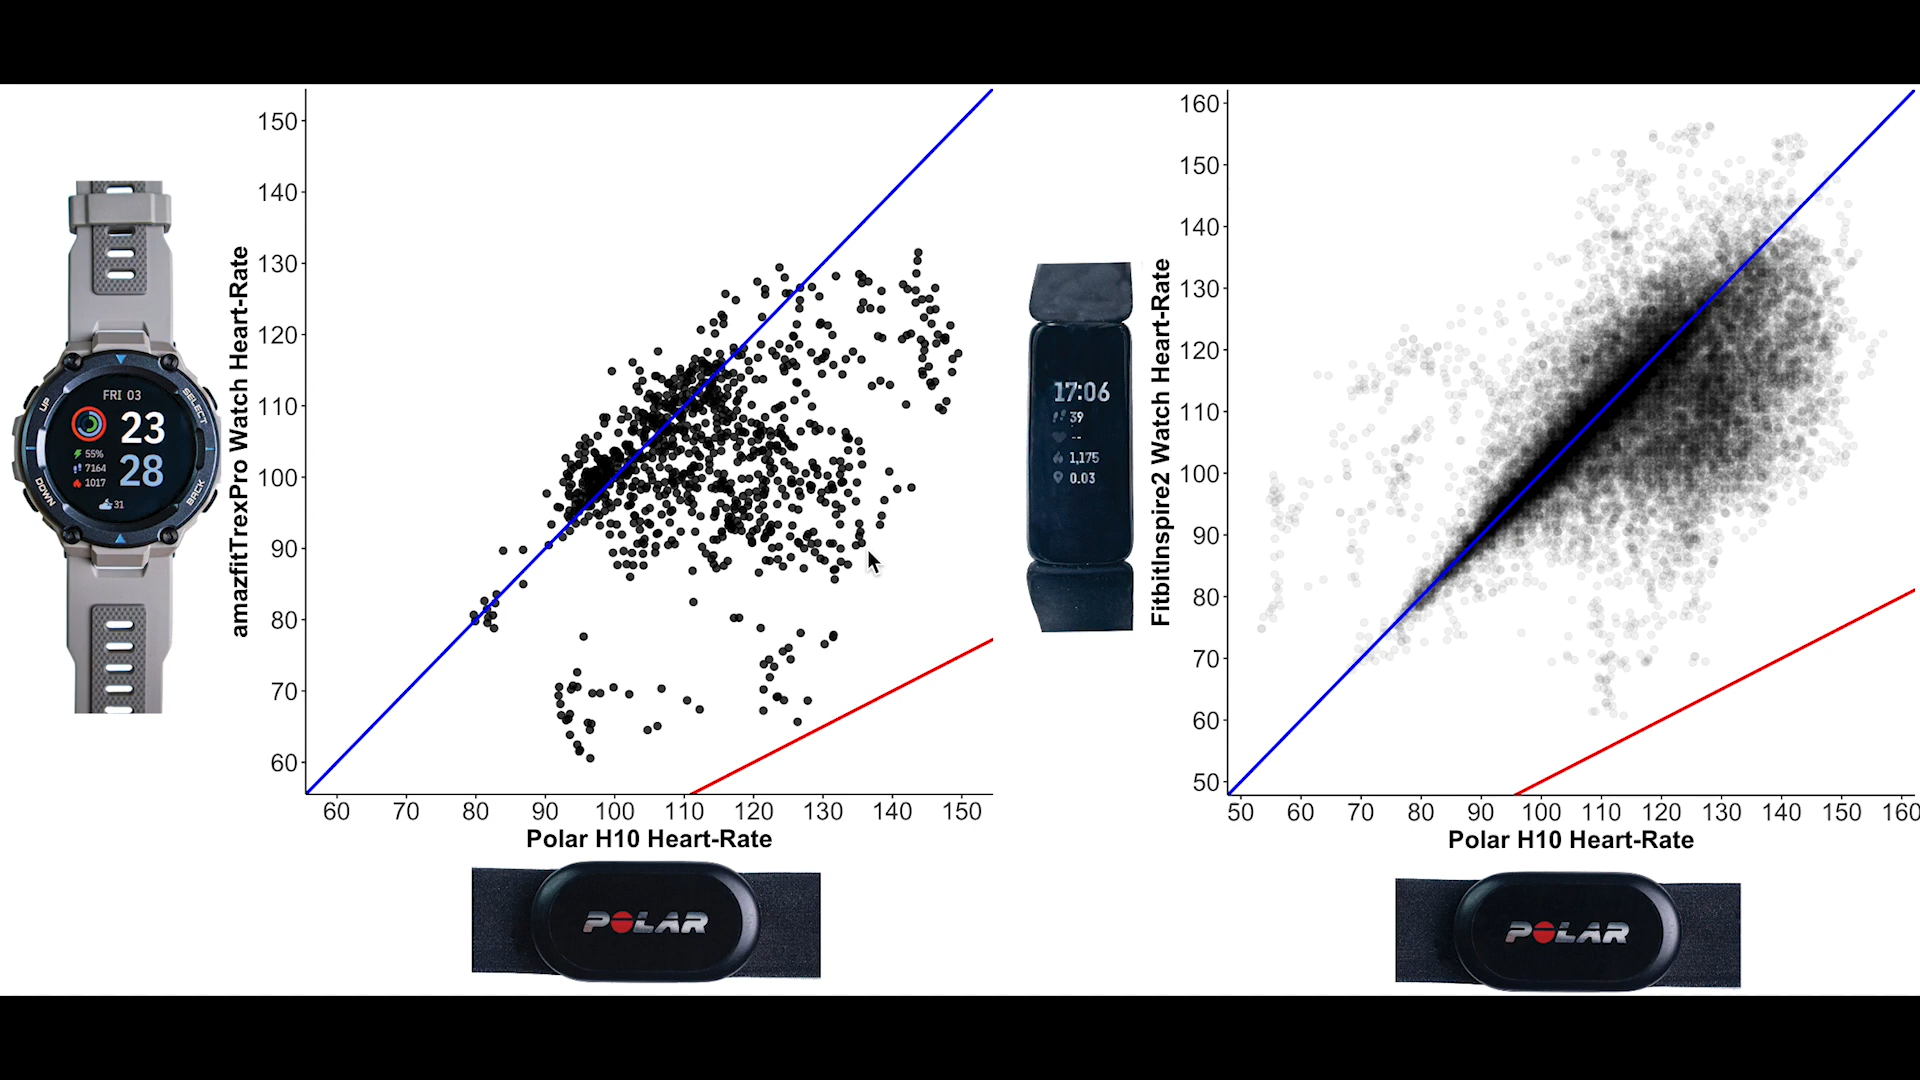 FRI 03
UP
SELECT
23
55%
7164
28
1017
31
DOWN
BACK
amazfitTrexPro Watch Heart-Rate
150
140
130
120
110
100
90
80
70
60
60 70 80 90 100 110 120 130 140 150
Polar H10 Heart-Rate
POLAR
17:06
39
--
1,175
0.03
FitbitInspire2 Watch Heart-Rate
160
150
140
130
120
110
100
90
80
70
60
50
50 60 70 80 90 100 110 120 130 140 150 160
Polar H10 Heart-Rate
POLAR